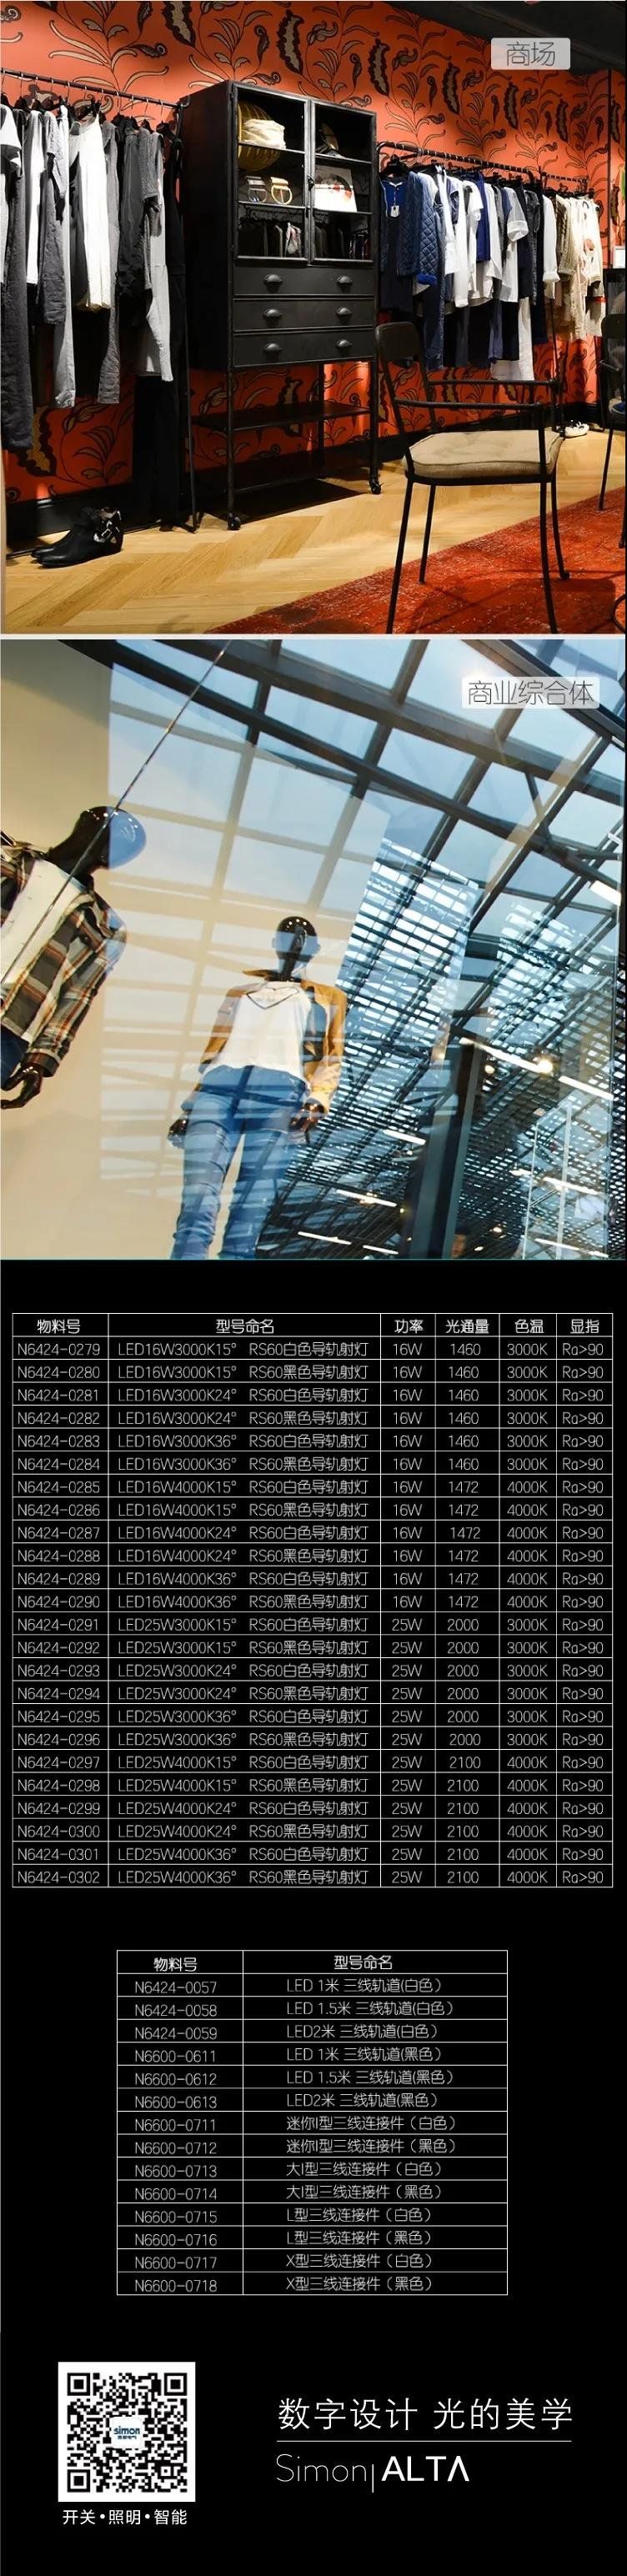 商场
商业综合体
物料号 型号命名 功率 光通量 色温 显指
N6424-0279 LED16W3000K15° RS60白色导轨射灯 16W 1460 3000K Ra>90
N6424-0280 LED16W3000K15° RS60黑色导轨射灯 16W 1460 3000K Ra>90
N6424-0281 LED16W3000K24° RS60白色导轨射灯 16W 1460 3000K Ra>90
N6424-0282 LED16W3000K24° RS60黑色导轨射灯 16W 1460 3000K Ra>90
N6424-0283 LED16W3000K36° RS60白色导轨射灯 16W 1460 3000K Ra>90
N6424-0284 LED16W3000K36° RS60黑色导轨射灯 16W 1460 3000K Ra>90
N6424-0285 LED16W4000K15° RS60白色导轨射灯 16W 1472 4000K Ra>90
N6424-0286 LED16W4000K15° RS60黑色导轨射灯 16W 1472 4000K Ra>90
N6424-0287 LED16W4000K24° RS60白色导轨射灯 16W 1472 4000K Ra>90
N6424-0288 LED16W4000K24° RS60黑色导轨射灯 16W 1472 4000K Ra>90
N6424-0289 LED16W4000K36° RS60白色导轨射灯 16W 1472 4000K Ra>90
N6424-0290 LED16W4000K36° RS60黑色导轨射灯 16W 1472 4000K Ra>90
N6424-0291 LED25W3000K15° RS60白色导轨射灯 25W 2000 3000K Ra>90
N6424-0292 LED25W3000K15° RS60黑色导轨射灯 25W 2000 3000K Ra>90
N6424-0293 LED25W3000K24° RS60白色导轨射灯 25W 2000 3000K Ra>90
N6424-0294 LED25W3000K24° RS60黑色导轨射灯 25W 2000 3000K Ra>90
N6424-0295 LED25W3000K36° RS60白色导轨射灯 25W 2000 3000K Ra>90
N6424-0296 LED25W3000K36° RS60黑色导轨射灯 25W 2000 3000K Ra>90
N6424-0297 LED25W4000K15° RS60白色导轨射灯 25W 2100 4000K Ra>90
N6424-0298 LED25W4000K15° RS60黑色导轨射灯 25W 2100 4000K Ra>90
N6424-0299 LED25W4000K24° RS60白色导轨射灯 25W 2100 4000K Ra>90
N6424-0300 LED25W4000K24° RS60黑色导轨射灯 25W 2100 4000K Ra>90
N6424-0301 LED25W4000K36° RS60白色导轨射灯 25W 2100 4000K Ra>90
N6424-0302 LED25W4000K36° RS60黑色导轨射灯 25W 2100 4000K Ra>90
物料号 型号命名
N6424-0057 LED 1米 三线轨道(白色)
N6424-0058 LED 1.5米 三线轨道(白色)
N6424-0059 LED2米 三线轨道(白色)
N6600-0611 LED 1米 三线轨道(黑色)
N6600-0612 LED 1.5米 三线轨道(黑色)
N6600-0613 LED2米 三线轨道(黑色)
N6600-0711 迷你I型三线连接件（白色）
N6600-0712 迷你I型三线连接件（黑色）
N6600-0713 大I型三线连接件（白色）
N6600-0714 大I型三线连接件（黑色）
N6600-0715 L型三线连接件（白色）
N6600-0716 L型三线连接件（黑色）
N6600-0717 X型三线连接件（白色）
N6600-0718 X型三线连接件（黑色）
simon
开关•照明•智能
数字设计 光的美学
Simon|ALTA